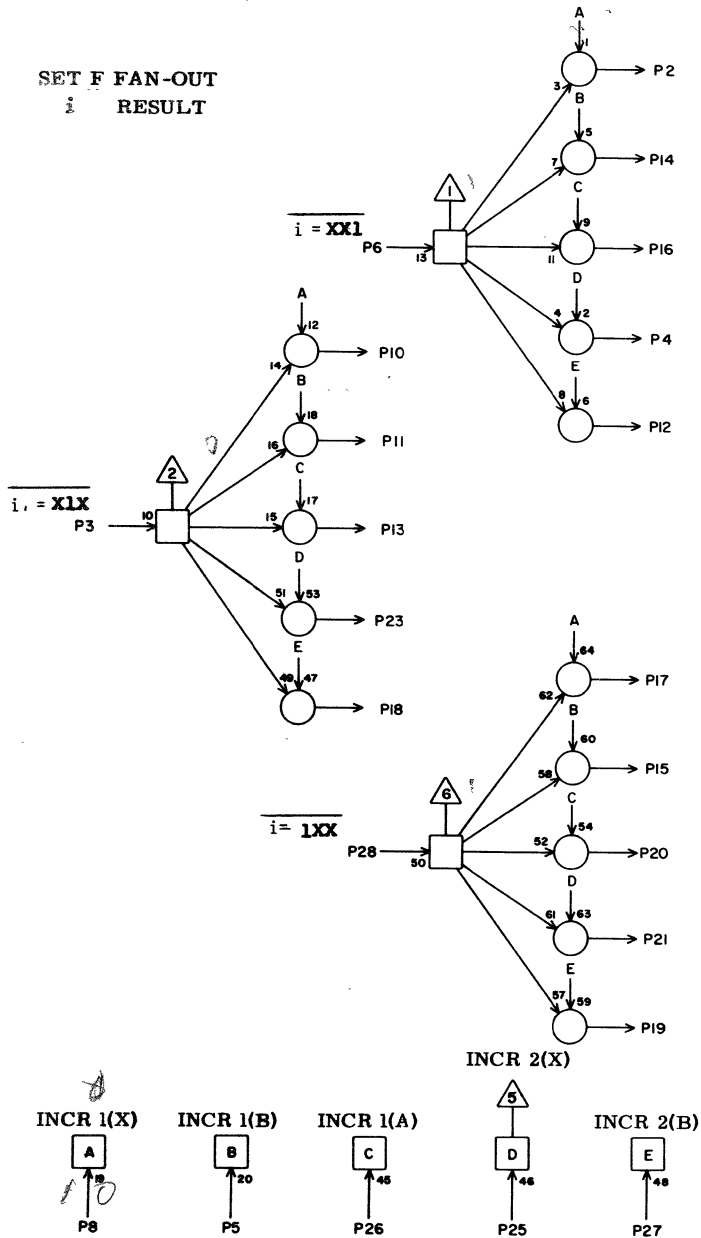 SET F FAN-OUT
i RESULT
A
1
3
P2
B
5
7
P14
1
C
i = XX1
P6
13
9
11
P16
D
4
2
P4
E
8
6
P12
A
12
14
P10
B
18
16
P11
2
C
i = X1X
P3
10
17
15
P13
D
51
53
P23
E
49
47
P18
A
64
62
P17
B
60
58
P15
6
C
i = 1XX
P28
50
54
52
P20
D
61
63
P21
E
57
59
P19
INCR 2(X)
5
INCR 1(X)
INCR 1(B)
INCR 1(A)
INCR 2(B)
A
B
C
D
E
19
20
45
46
48
P8
P5
P26
P25
P27